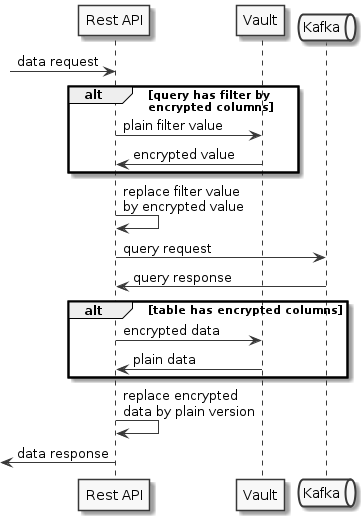 Rest API
Vault
Kafka
data request
alt
[query has filter by
encrypted columns]
plain filter value
encrypted value
replace filter value
by encrypted value
query request
query response
alt
[table has encrypted columns]
encrypted data
plain data
replace encrypted
data by plain version
data response
Rest API
Vault
Kafka